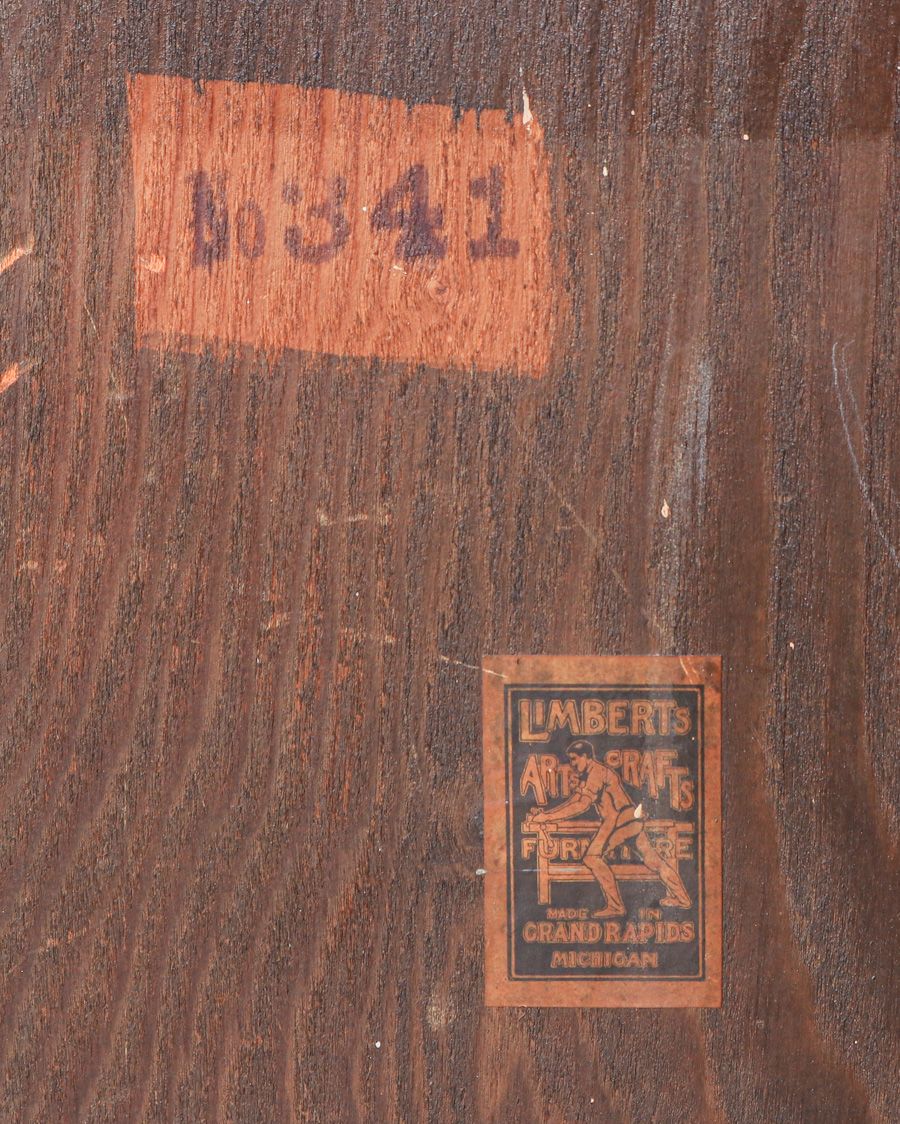 No 341
LIMBERTS
ARTS CRAFTS
FURNITURE
MADE IN
GRAND RAPIDS
MICHIGAN